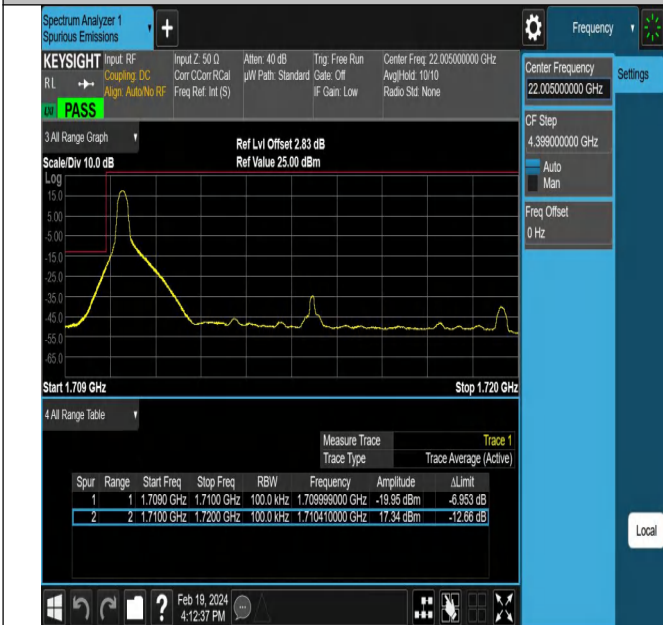 Spectrum Analyzer 1
Spurious Emissions
+
Frequency
KEYSIGHT
RL
PASS
Input: RF
Coupling: DC
Align: Auto/No RF
Input Z: 50 Ω
Corr CCorr RCal
Freq Ref: Int (S)
Atten: 40 dB
µW Path: Standard
Trig: Free Run
Gate: Off
IF Gain: Low
Center Freq: 22.005000000 GHz
Avg|Hold: 10/10
Radio Std: None
Center Frequency
22.005000000 GHz
Settings
CF Step
4.399000000 GHz
Auto
Man
Freq Offset
0 Hz
3 All Range Graph
Scale/Div 10.0 dB
Ref Lvl Offset 2.83 dB
Ref Value 25.00 dBm
Log
15.0
5.00
-5.00
-15.0
-25.0
-35.0
-45.0
-55.0
-65.0
Start 1.709 GHz
Stop 1.720 GHz
4 All Range Table
Measure Trace Trace 1
Trace Type Trace Average (Active)
Spur Range Start Freq Stop Freq RBW Frequency Amplitude ΔLimit
1 1 1.7090 GHz 1.7100 GHz 100.0 kHz 1.709999000 GHz -19.95 dBm -6.953 dB
2 2 1.7100 GHz 1.7200 GHz 100.0 kHz 1.710410000 GHz 17.34 dBm -12.66 dB
Local
?
Feb 19, 2024
4:12:37 PM